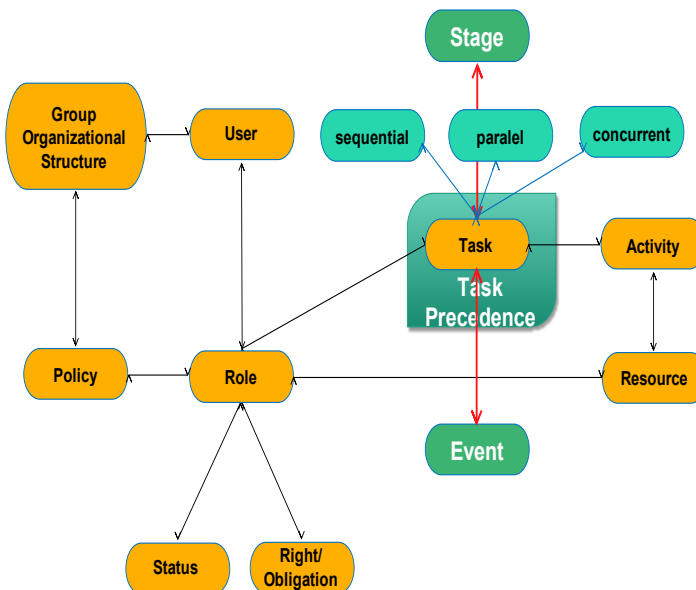 Stage
Group
Organizational
Structure
User
sequential
paralel
concurrent
Task
Activity
Task
Precedence
Policy
Role
Resource
Event
Status
Right/
Obligation